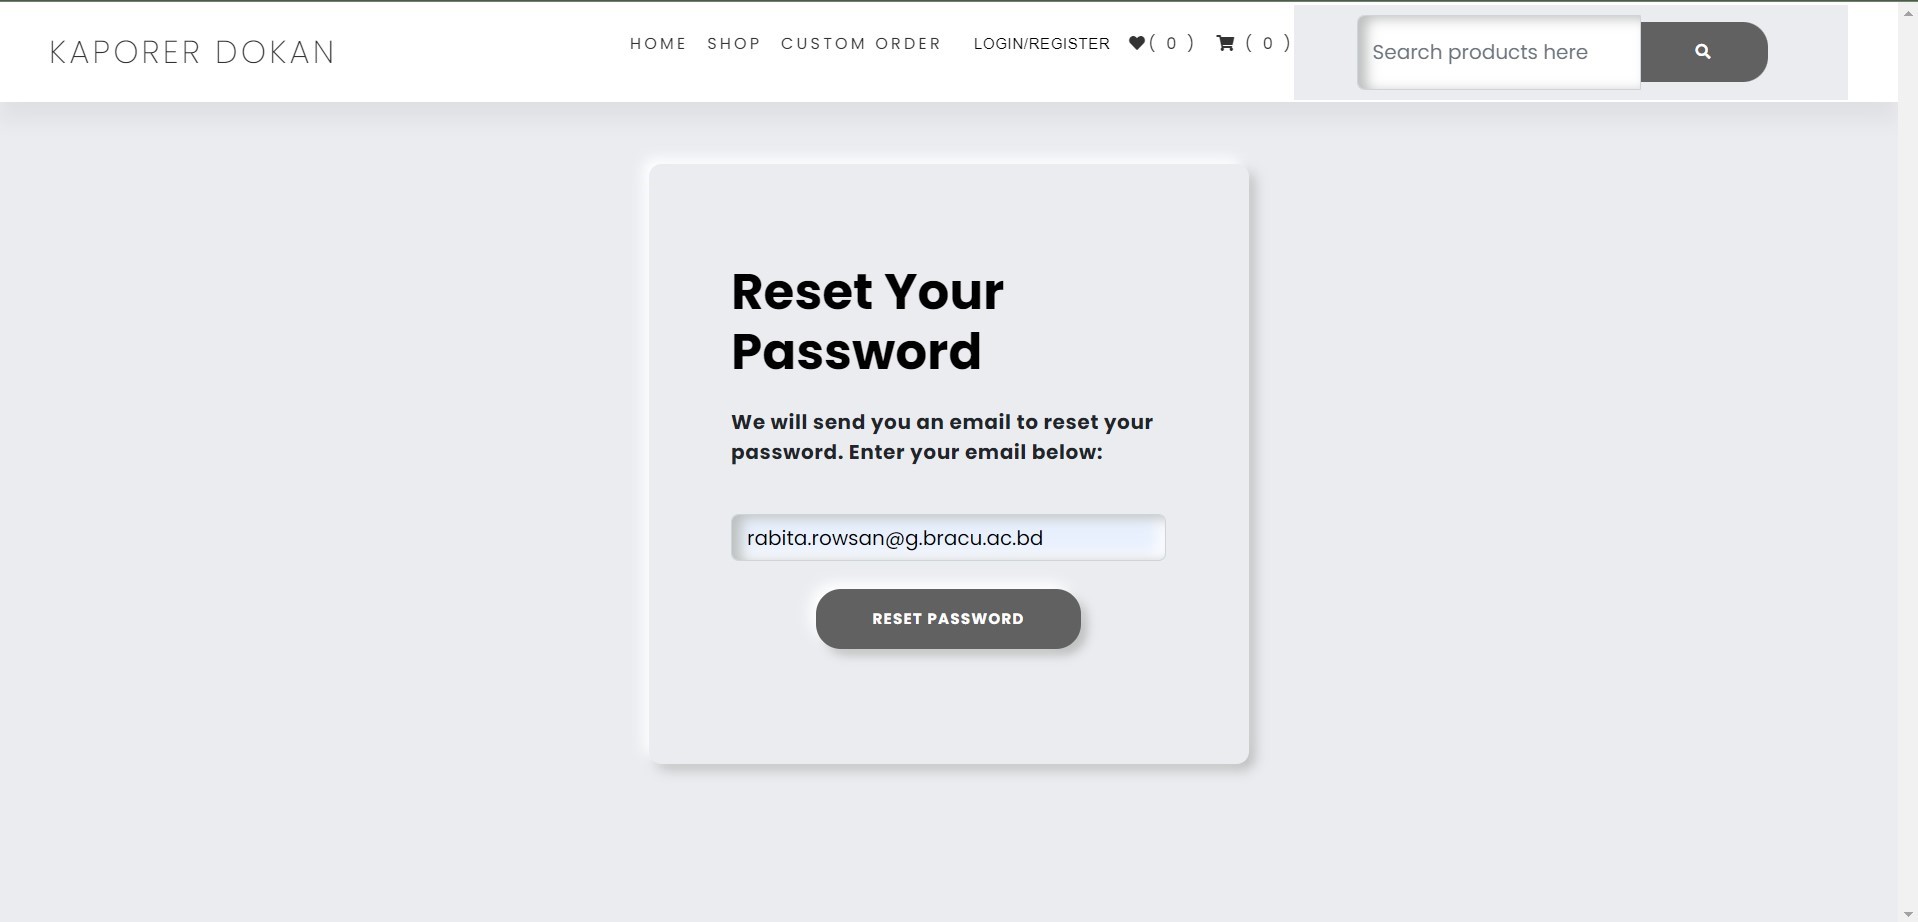 KAPORER DOKAN
HOME SHOP CUSTOM ORDER LOGIN/REGISTER ( 0 ) ( 0 )
Search products here
Reset Your
Password
We will send you an email to reset your
password. Enter your email below:
rabita.rowsan@g.bracu.ac.bd
RESET PASSWORD